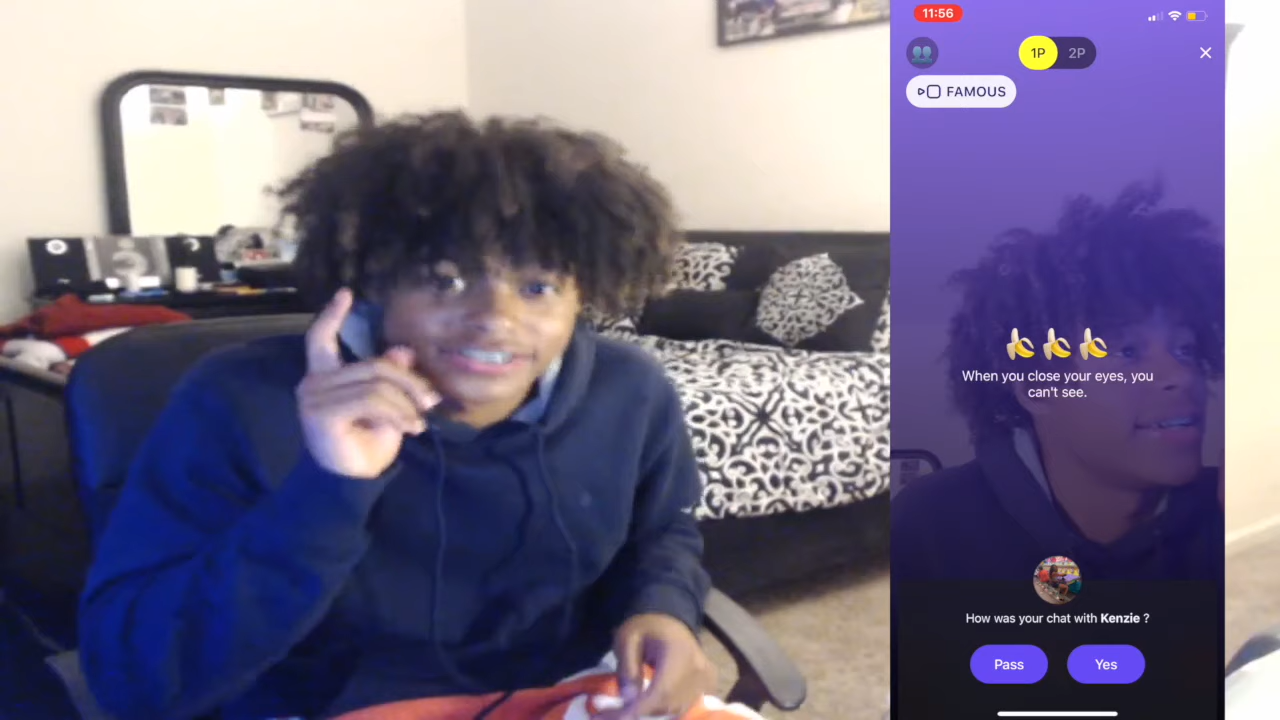 11:56
1P 2P
FAMOUS
When you close your eyes, you
can't see.
How was your chat with Kenzie ?
Pass Yes